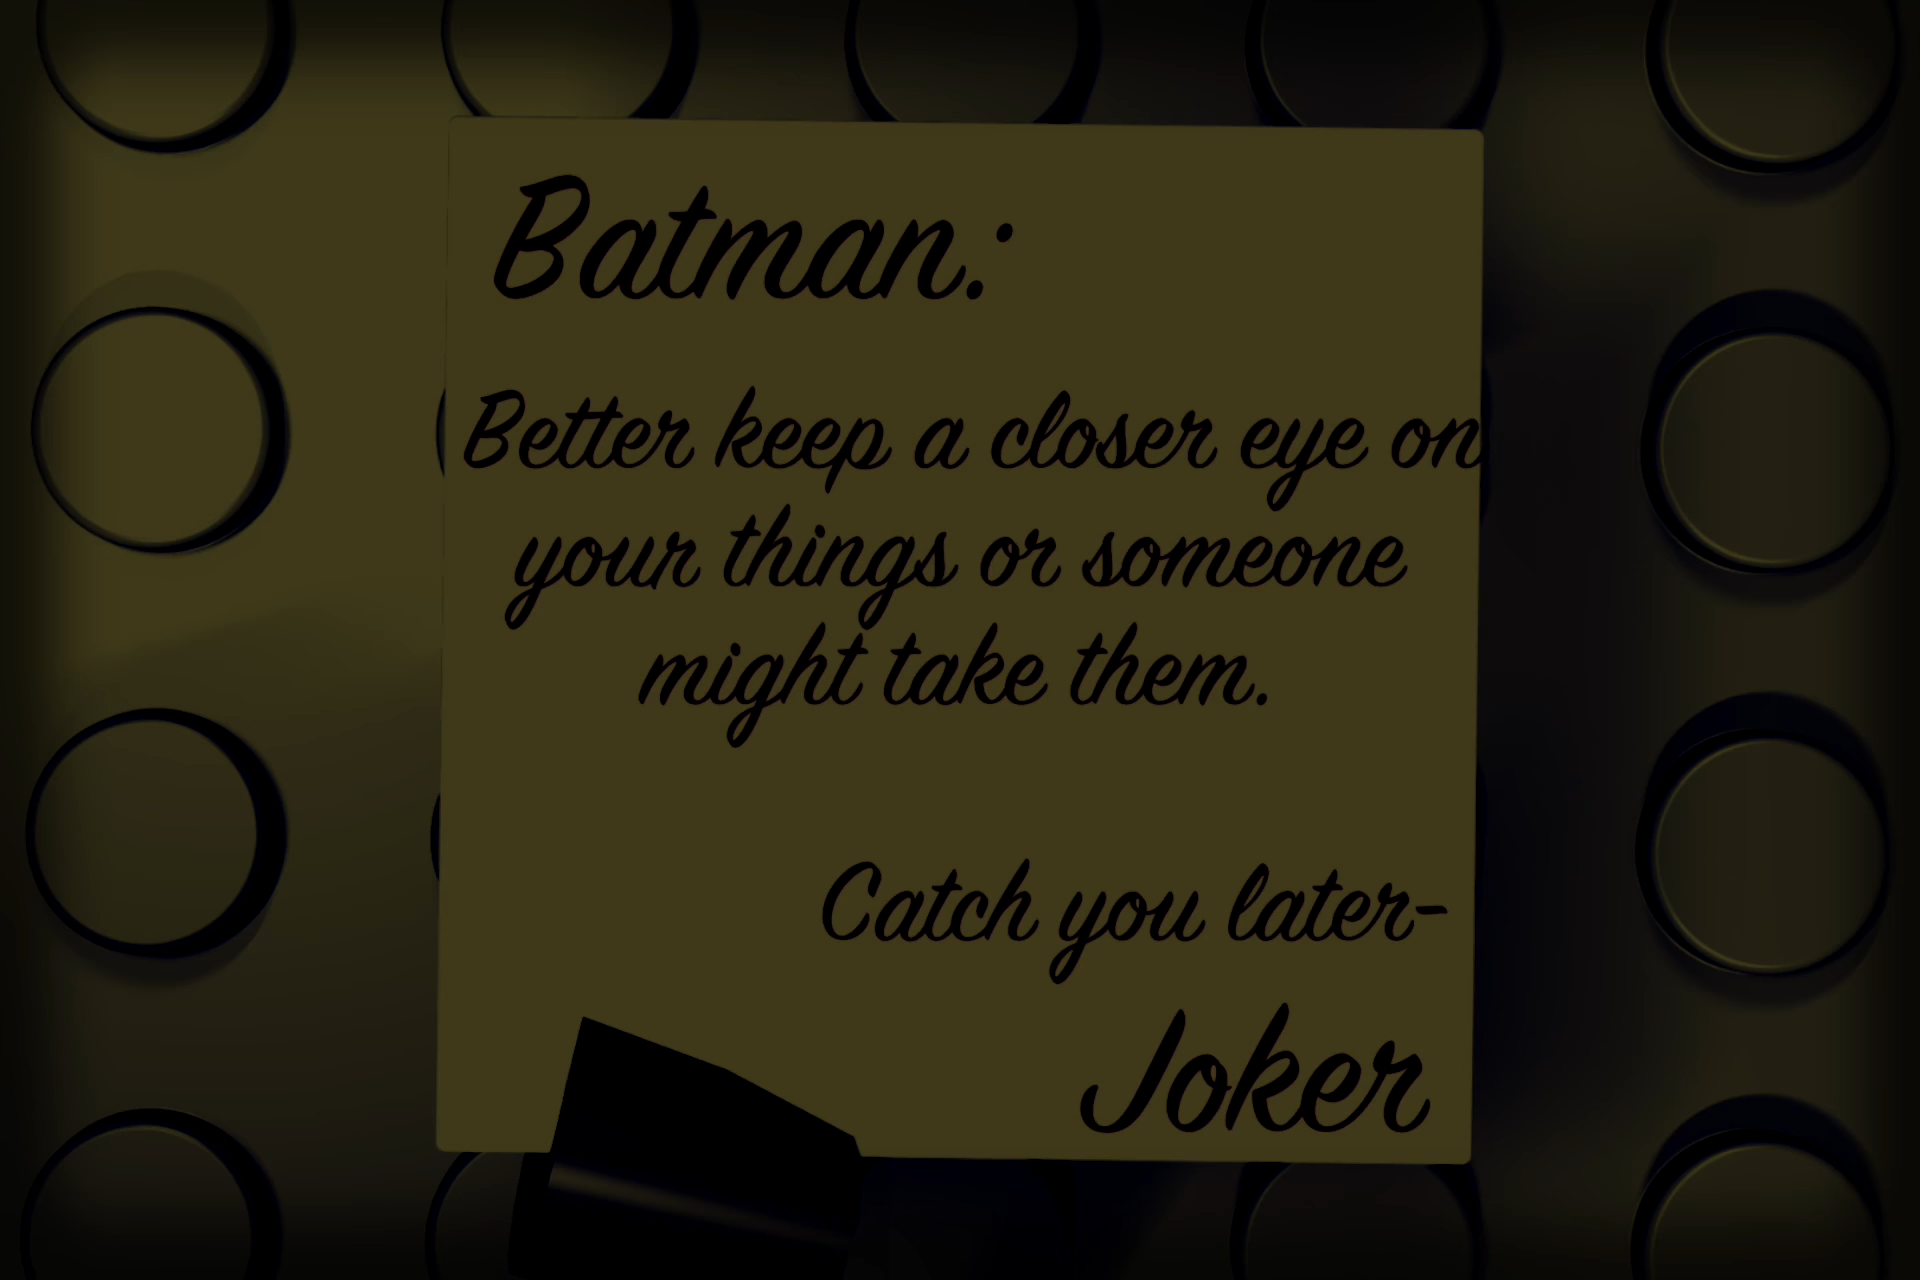 Batman:
Better keep a closer eye on
your things or someone
might take them.
Catch you later-
Joker